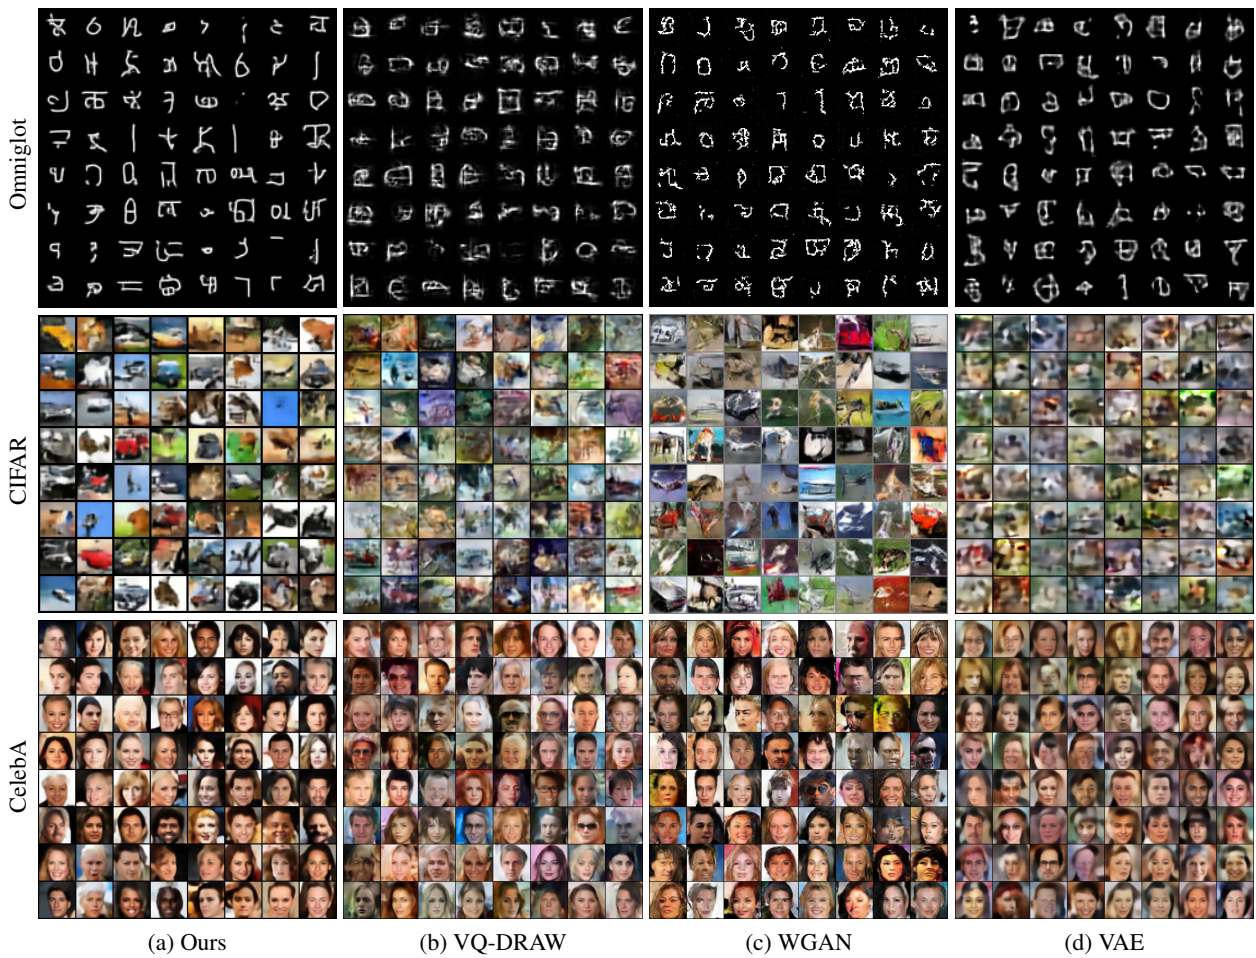 Omniglot
CIFAR
CelebA
(a) Ours
(b) VQ-DRAW
(c) WGAN
(d) VAE